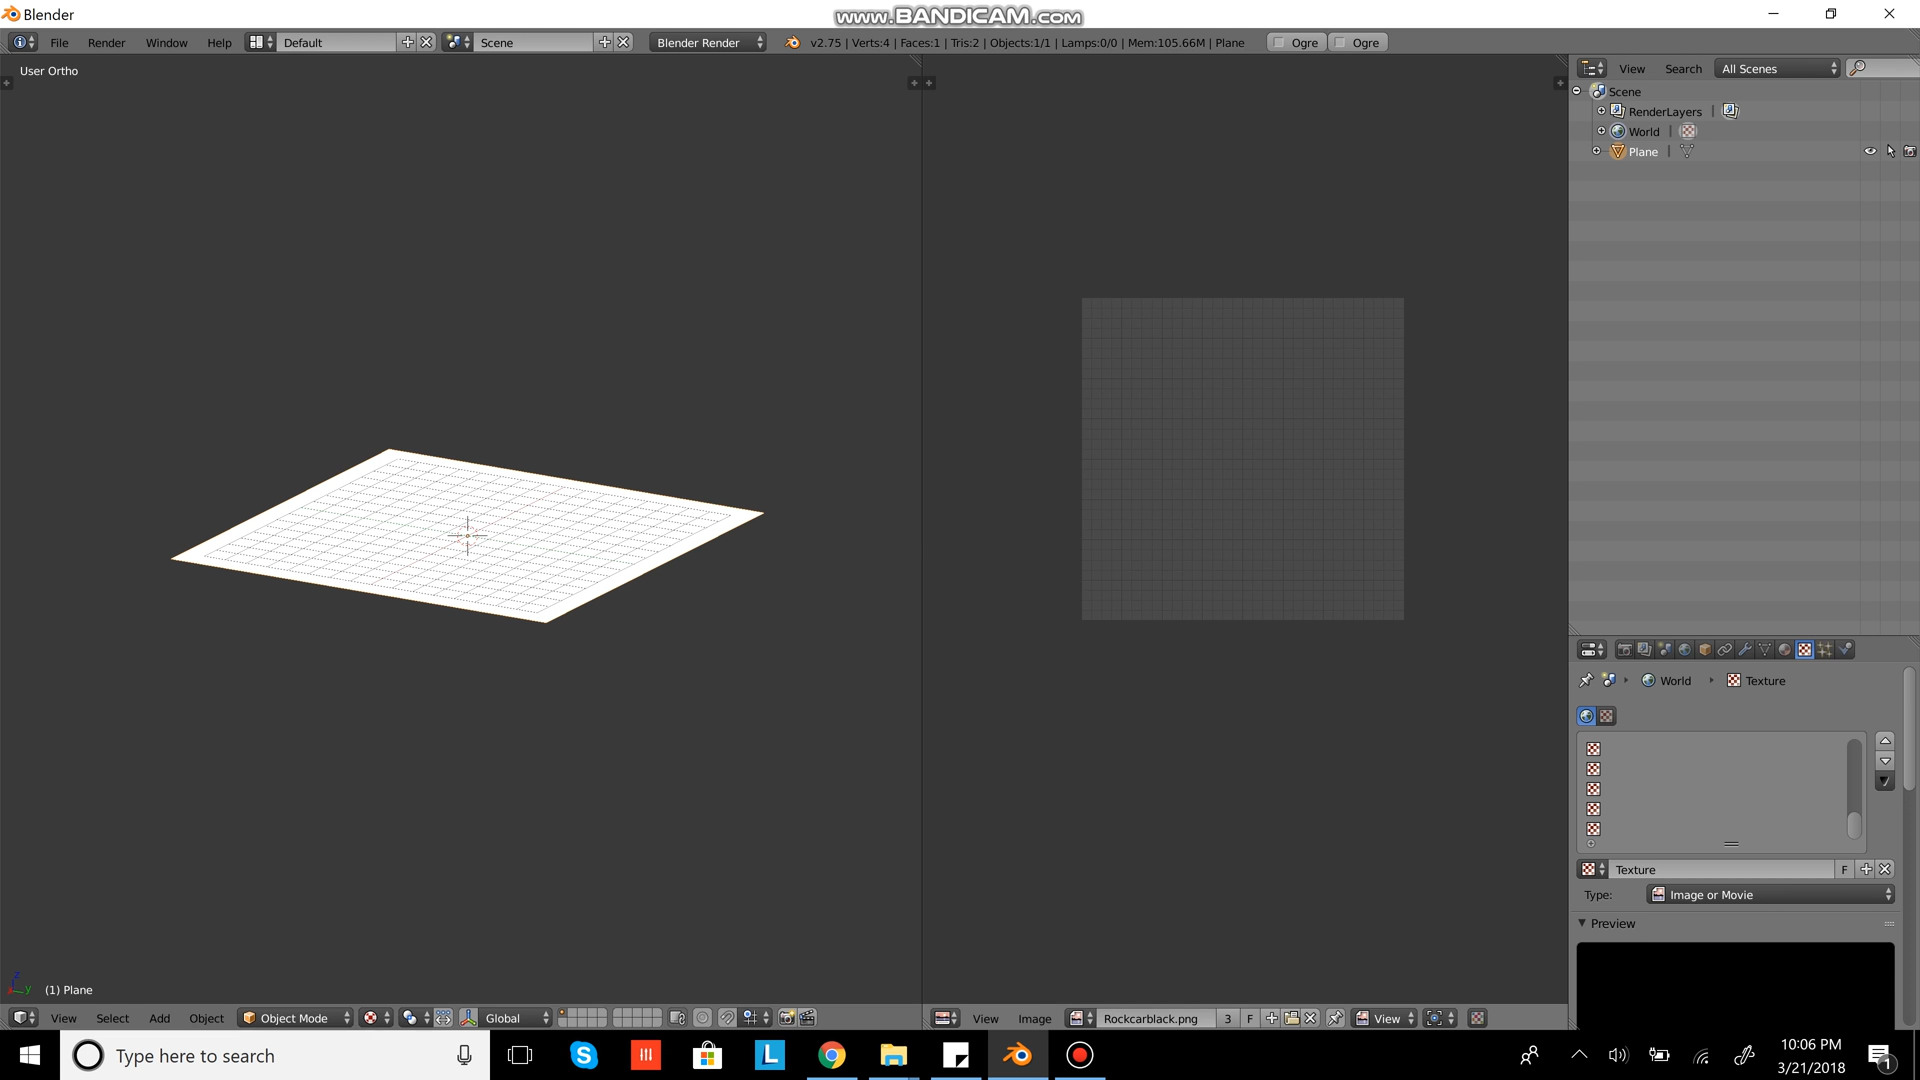 Blender
www.BANDICAM.com
File Render Window Help Default Scene Blender Render v2.75 | Verts:4 | Faces:1 | Tris:2 | Objects:1/1 | Lamps:0/0 | Mem:105.66M | Plane Ogre Ogre
User Ortho
View Search All Scenes
Scene
RenderLayers |
World |
Plane |
World Texture
Texture F
Type: Image or Movie
Preview
z
x y
(1) Plane
View Select Add Object Object Mode Global
View Image Rockcarblack.png 3 F View
Type here to search
S
L
10:06 PM
3/21/2018
1